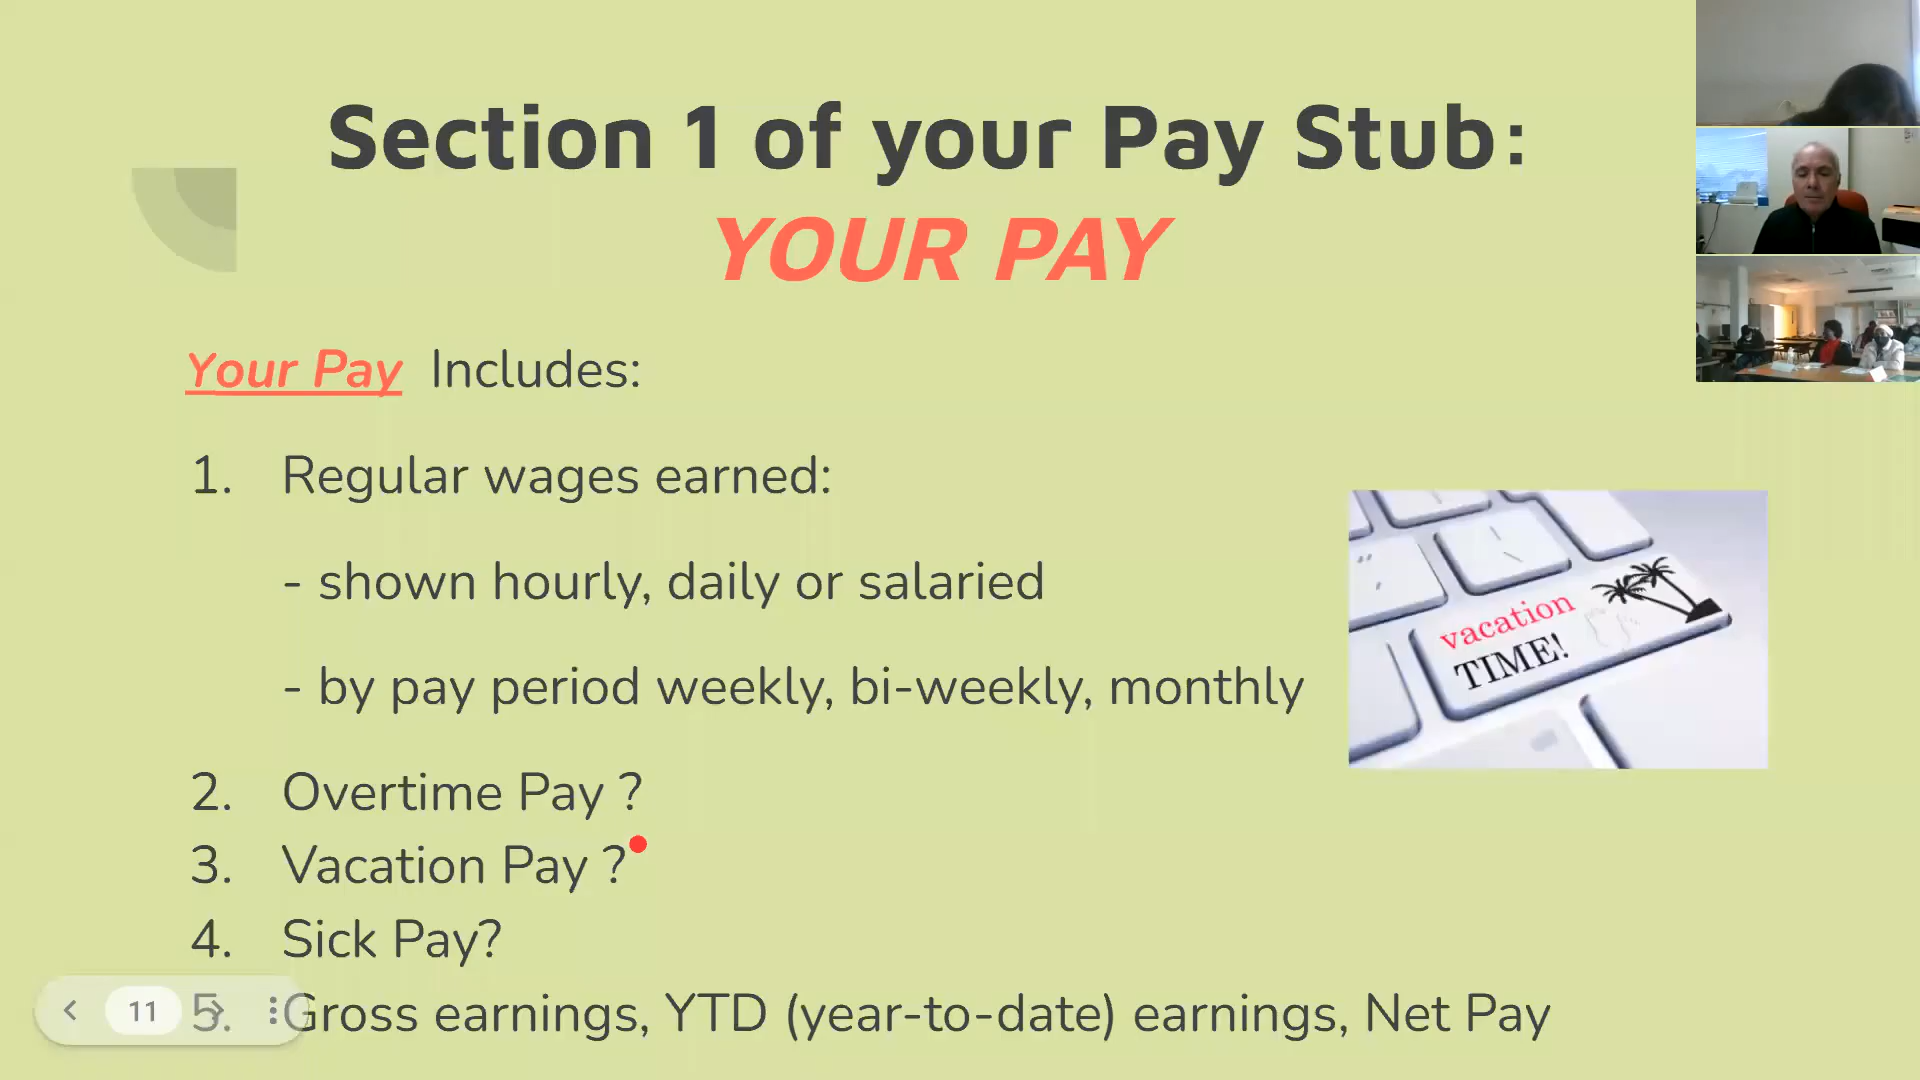 Section 1 of your Pay Stub:
YOUR PAY
Your Pay Includes:
1. Regular wages earned:
- shown hourly, daily or salaried
- by pay period weekly, bi-weekly, monthly
vacation
TIME!
2. Overtime Pay ?
3. Vacation Pay ?
4. Sick Pay?
5. Gross earnings, YTD (year-to-date) earnings, Net Pay
11